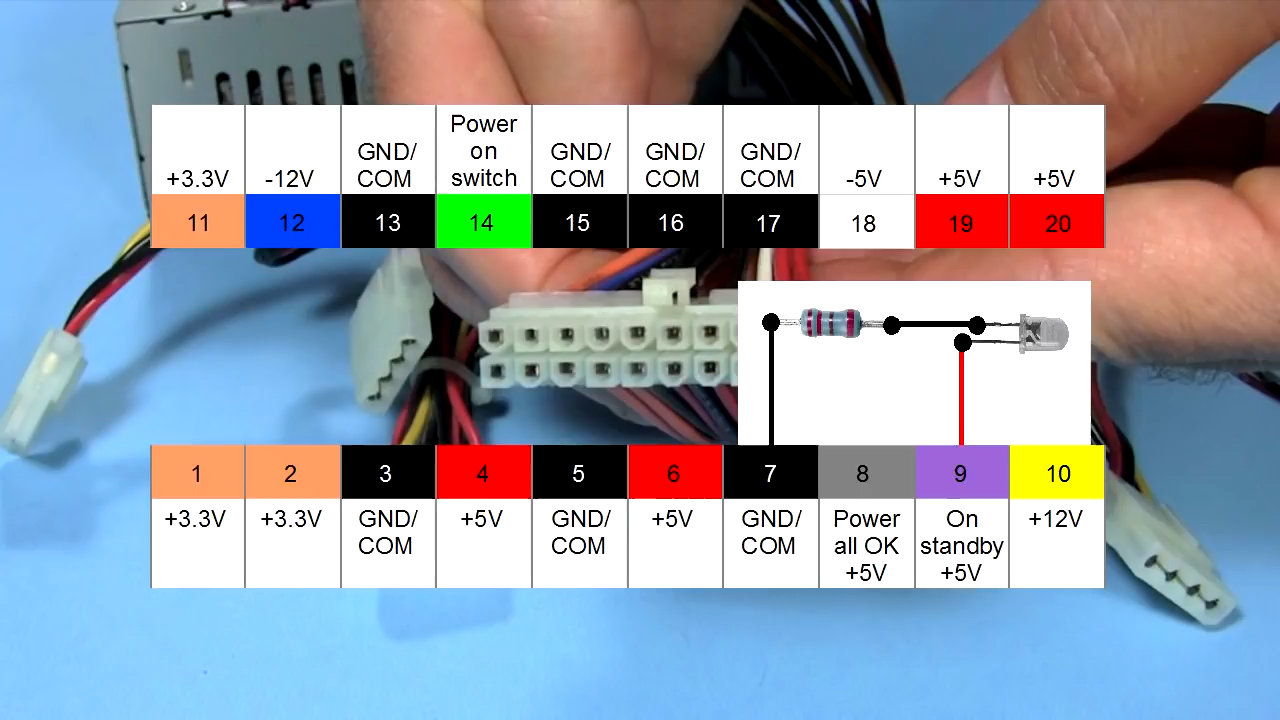 +3.3V
-12V
GND/
COM
Power
on
switch
GND/
COM
GND/
COM
GND/
COM
-5V
+5V
+5V
11
12
13
14
15
16
17
18
19
20
1
2
3
4
5
6
7
8
9
10
+3.3V
+3.3V
GND/
COM
+5V
GND/
COM
+5V
GND/
COM
Power
all OK
+5V
On
standby
+5V
+12V